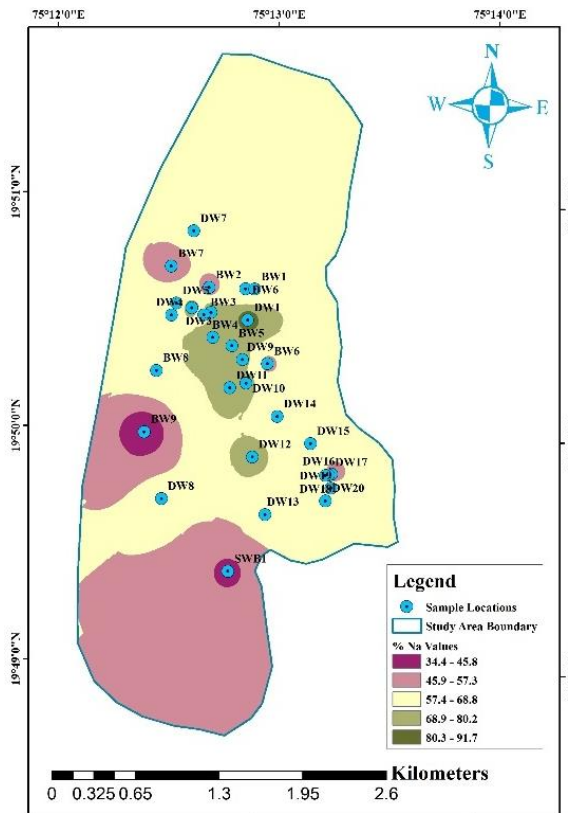 75°12'0"E 75°13'0"E 75°14'0"E
N
W E
S
19°51'0"N
19°50'0"N
19°49'0"N
DW7
BW7
BW2 BW1
DW6
DW5
DW4 BW3 DW1
DW3 BW4
BW5
DW9 BW6
BW8
DW11
DW10
DW14
BW9
DW15
DW12
DW16 DW17
DW8
DW18 DW20
DW13
SWB1
Legend
Sample Locations
Study Area Boundary
% Na Values
34.4 - 45.8
45.9 - 57.3
57.4 - 68.8
68.9 - 80.2
80.3 - 91.7
Kilometers
0 0.325 0.65 1.3 1.95 2.6